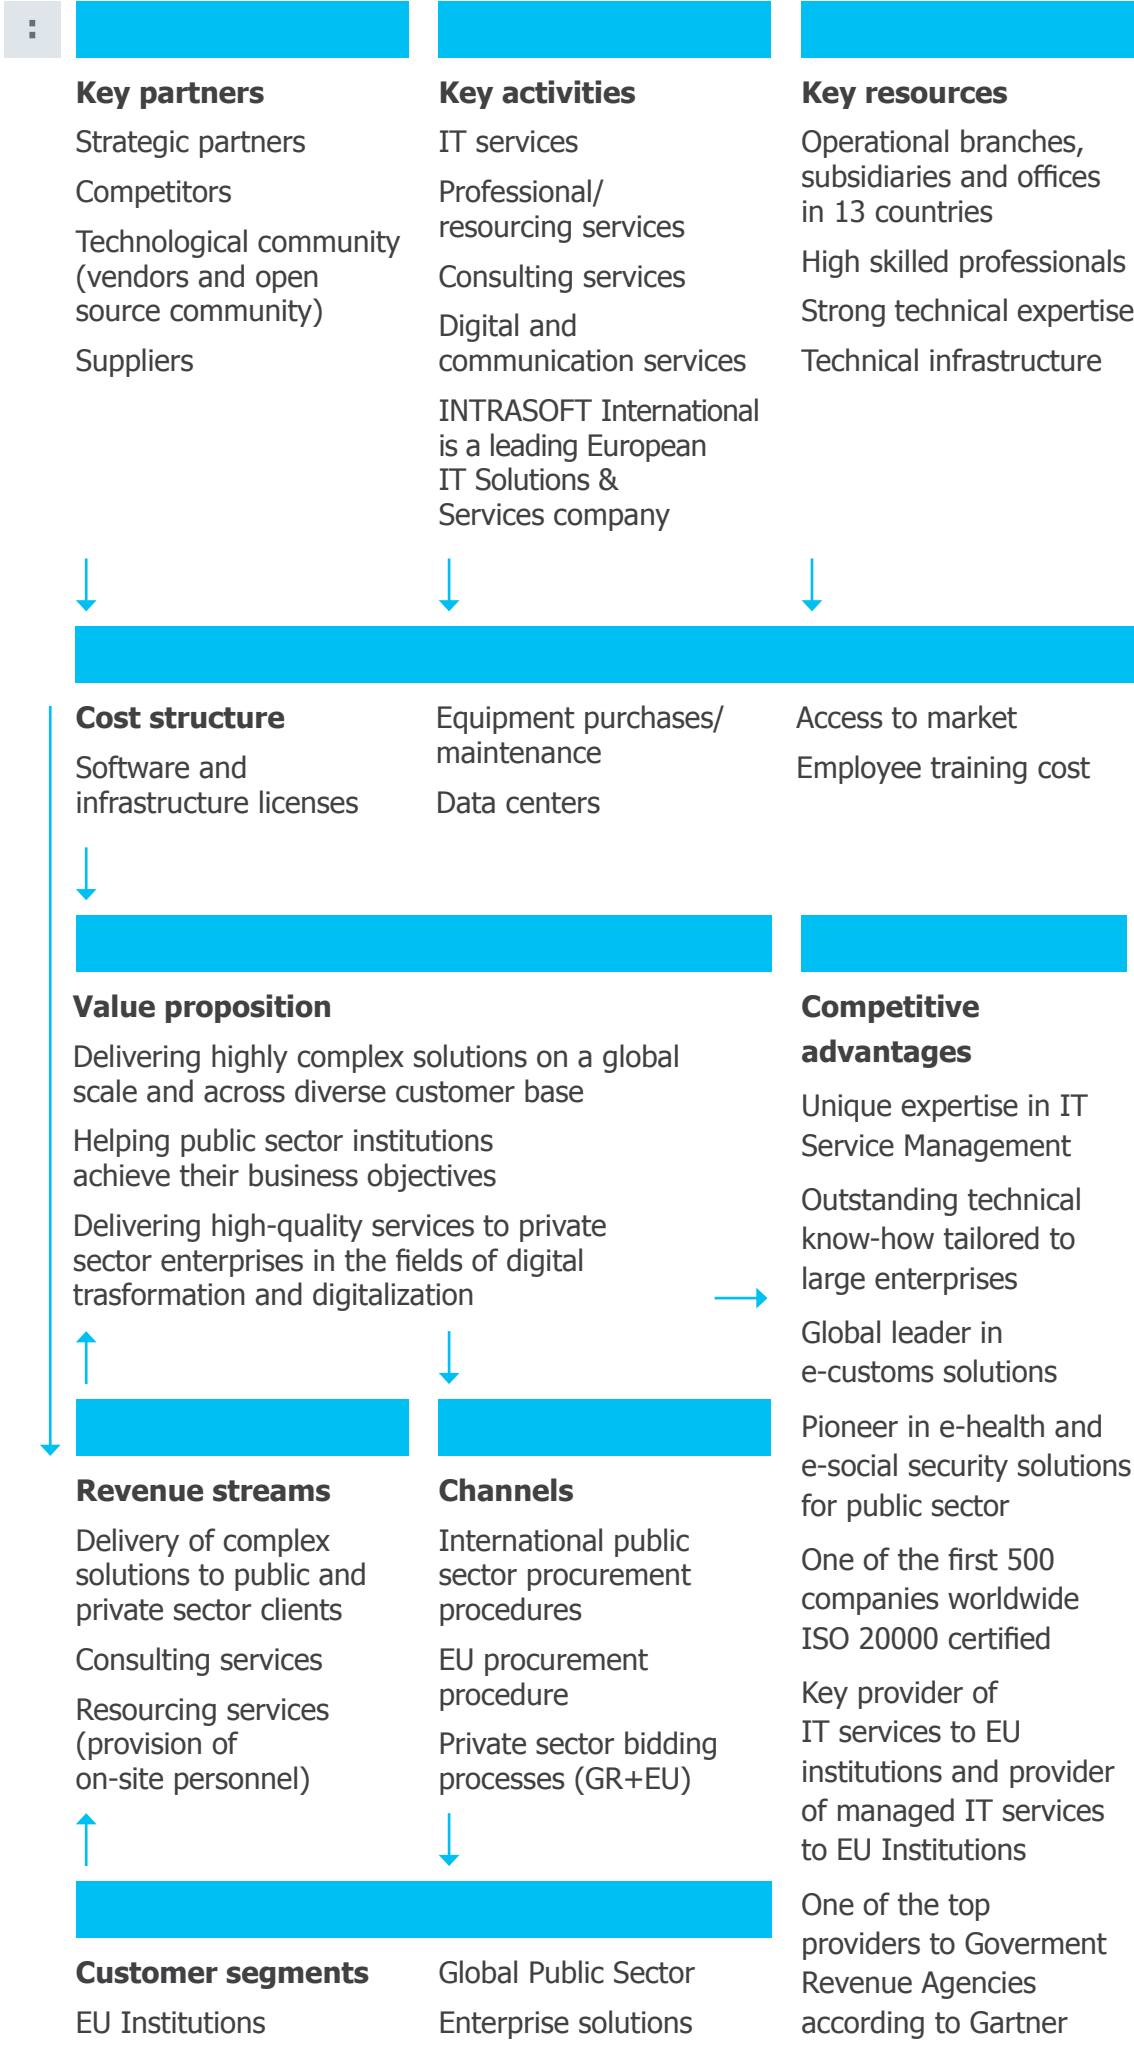 :
Key partners
Strategic partners
Competitors
Technological community
(vendors and open
source community)
Suppliers
Key activities
IT services
Professional/
resourcing services
Consulting services
Digital and
communication services
INTRASOFT International
is a leading European
IT Solutions &
Services company
Key resources
Operational branches,
subsidiaries and offices
in 13 countries
High skilled professionals
Strong technical expertise
Technical infrastructure
Cost structure
Software and
infrastructure licenses
Equipment purchases/
maintenance
Data centers
Access to market
Employee training cost
Value proposition
Delivering highly complex solutions on a global
scale and across diverse customer base
Helping public sector institutions
achieve their business objectives
Delivering high-quality services to private
sector enterprises in the fields of digital
trasformation and digitalization
Competitive
advantages
Unique expertise in IT
Service Management
Outstanding technical
know-how tailored to
large enterprises
Global leader in
e-customs solutions
Pioneer in e-health and
e-social security solutions
for public sector
One of the first 500
companies worldwide
ISO 20000 certified
Key provider of
IT services to EU
institutions and provider
of managed IT services
to EU Institutions
One of the top
providers to Goverment
Revenue Agencies
according to Gartner
Revenue streams
Delivery of complex
solutions to public and
private sector clients
Consulting services
Resourcing services
(provision of
on-site personnel)
Channels
International public
sector procurement
procedures
EU procurement
procedure
Private sector bidding
processes (GR+EU)
Customer segments
EU Institutions
Global Public Sector
Enterprise solutions